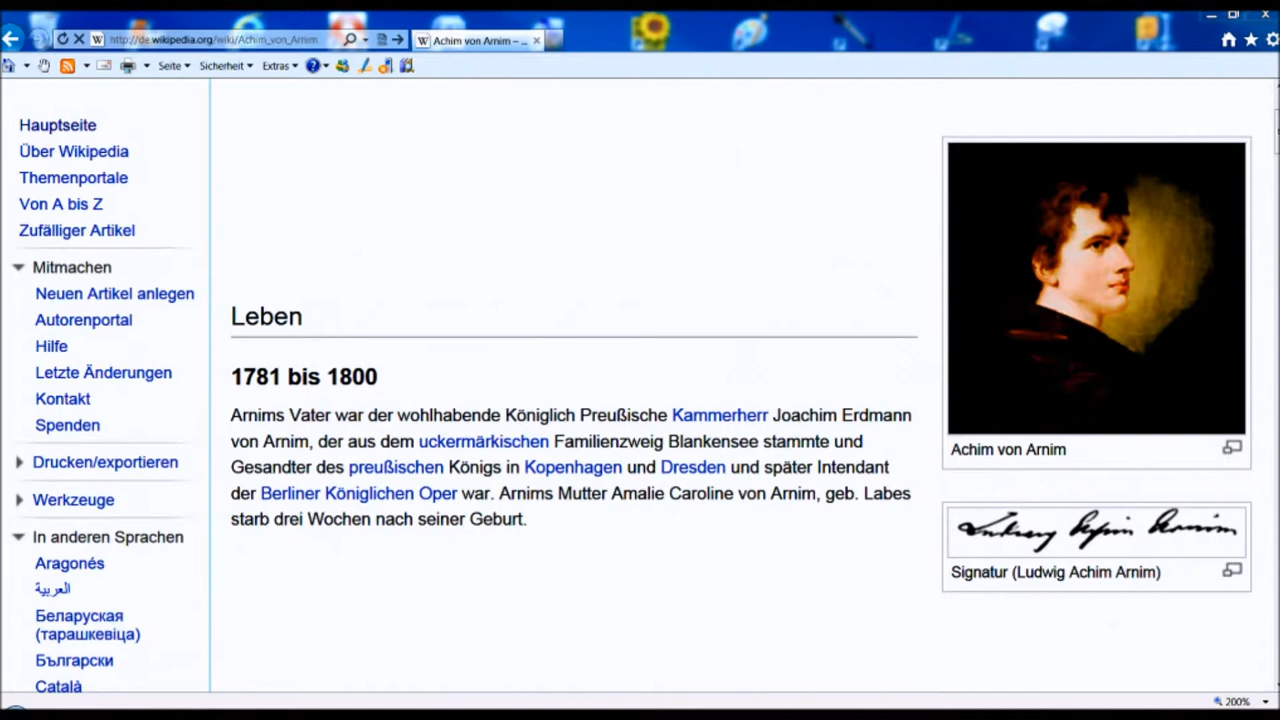 http://de.wikipedia.org/wiki/Achim_von_Arnim
W Achim von Arnim – ...
Seite
Sicherheit
Extras
Hauptseite
Über Wikipedia
Themenportale
Von A bis Z
Zufälliger Artikel
Mitmachen
Neuen Artikel anlegen
Autorenportal
Hilfe
Letzte Änderungen
Kontakt
Spenden
Drucken/exportieren
Werkzeuge
In anderen Sprachen
Aragonés
العربية
Беларуская
(тарашкевіца)
Български
Català
Leben
1781 bis 1800
Arnims Vater war der wohlhabende Königlich Preußische Kammerherr Joachim Erdmann
von Arnim, der aus dem uckermärkischen Familienzweig Blankensee stammte und
Gesandter des preußischen Königs in Kopenhagen und Dresden und später Intendant
der Berliner Königlichen Oper war. Arnims Mutter Amalie Caroline von Arnim, geb. Labes
starb drei Wochen nach seiner Geburt.
Achim von Arnim
Ludwig Achim Arnim
Signatur (Ludwig Achim Arnim)
200%